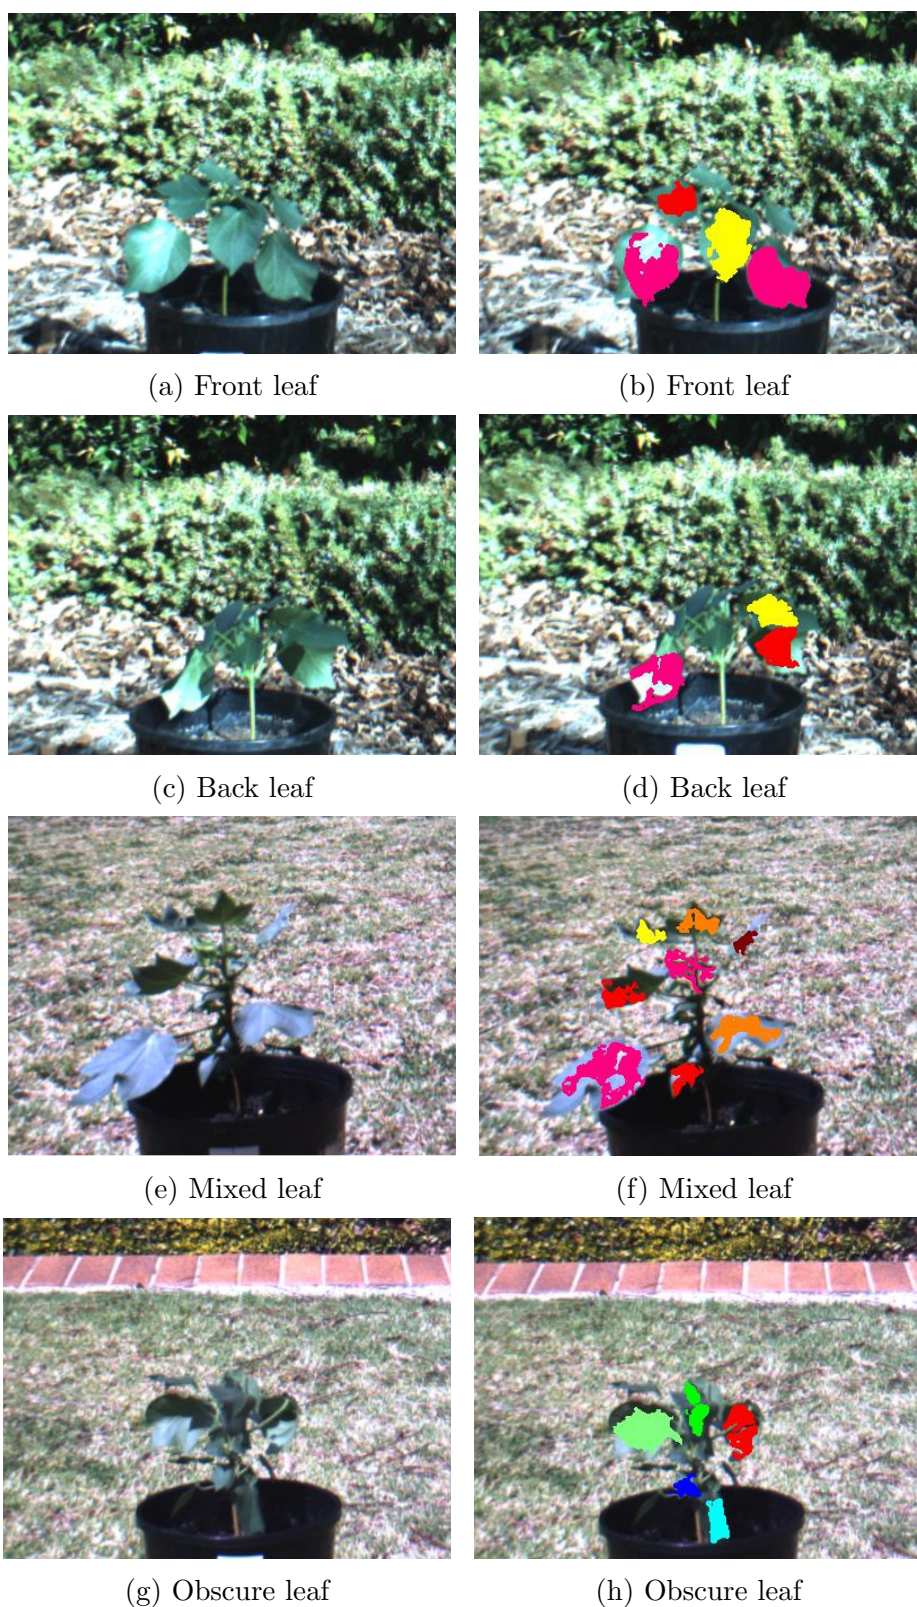 (a) Front leaf
(b) Front leaf
(c) Back leaf
(d) Back leaf
(e) Mixed leaf
(f) Mixed leaf
(g) Obscure leaf
(h) Obscure leaf